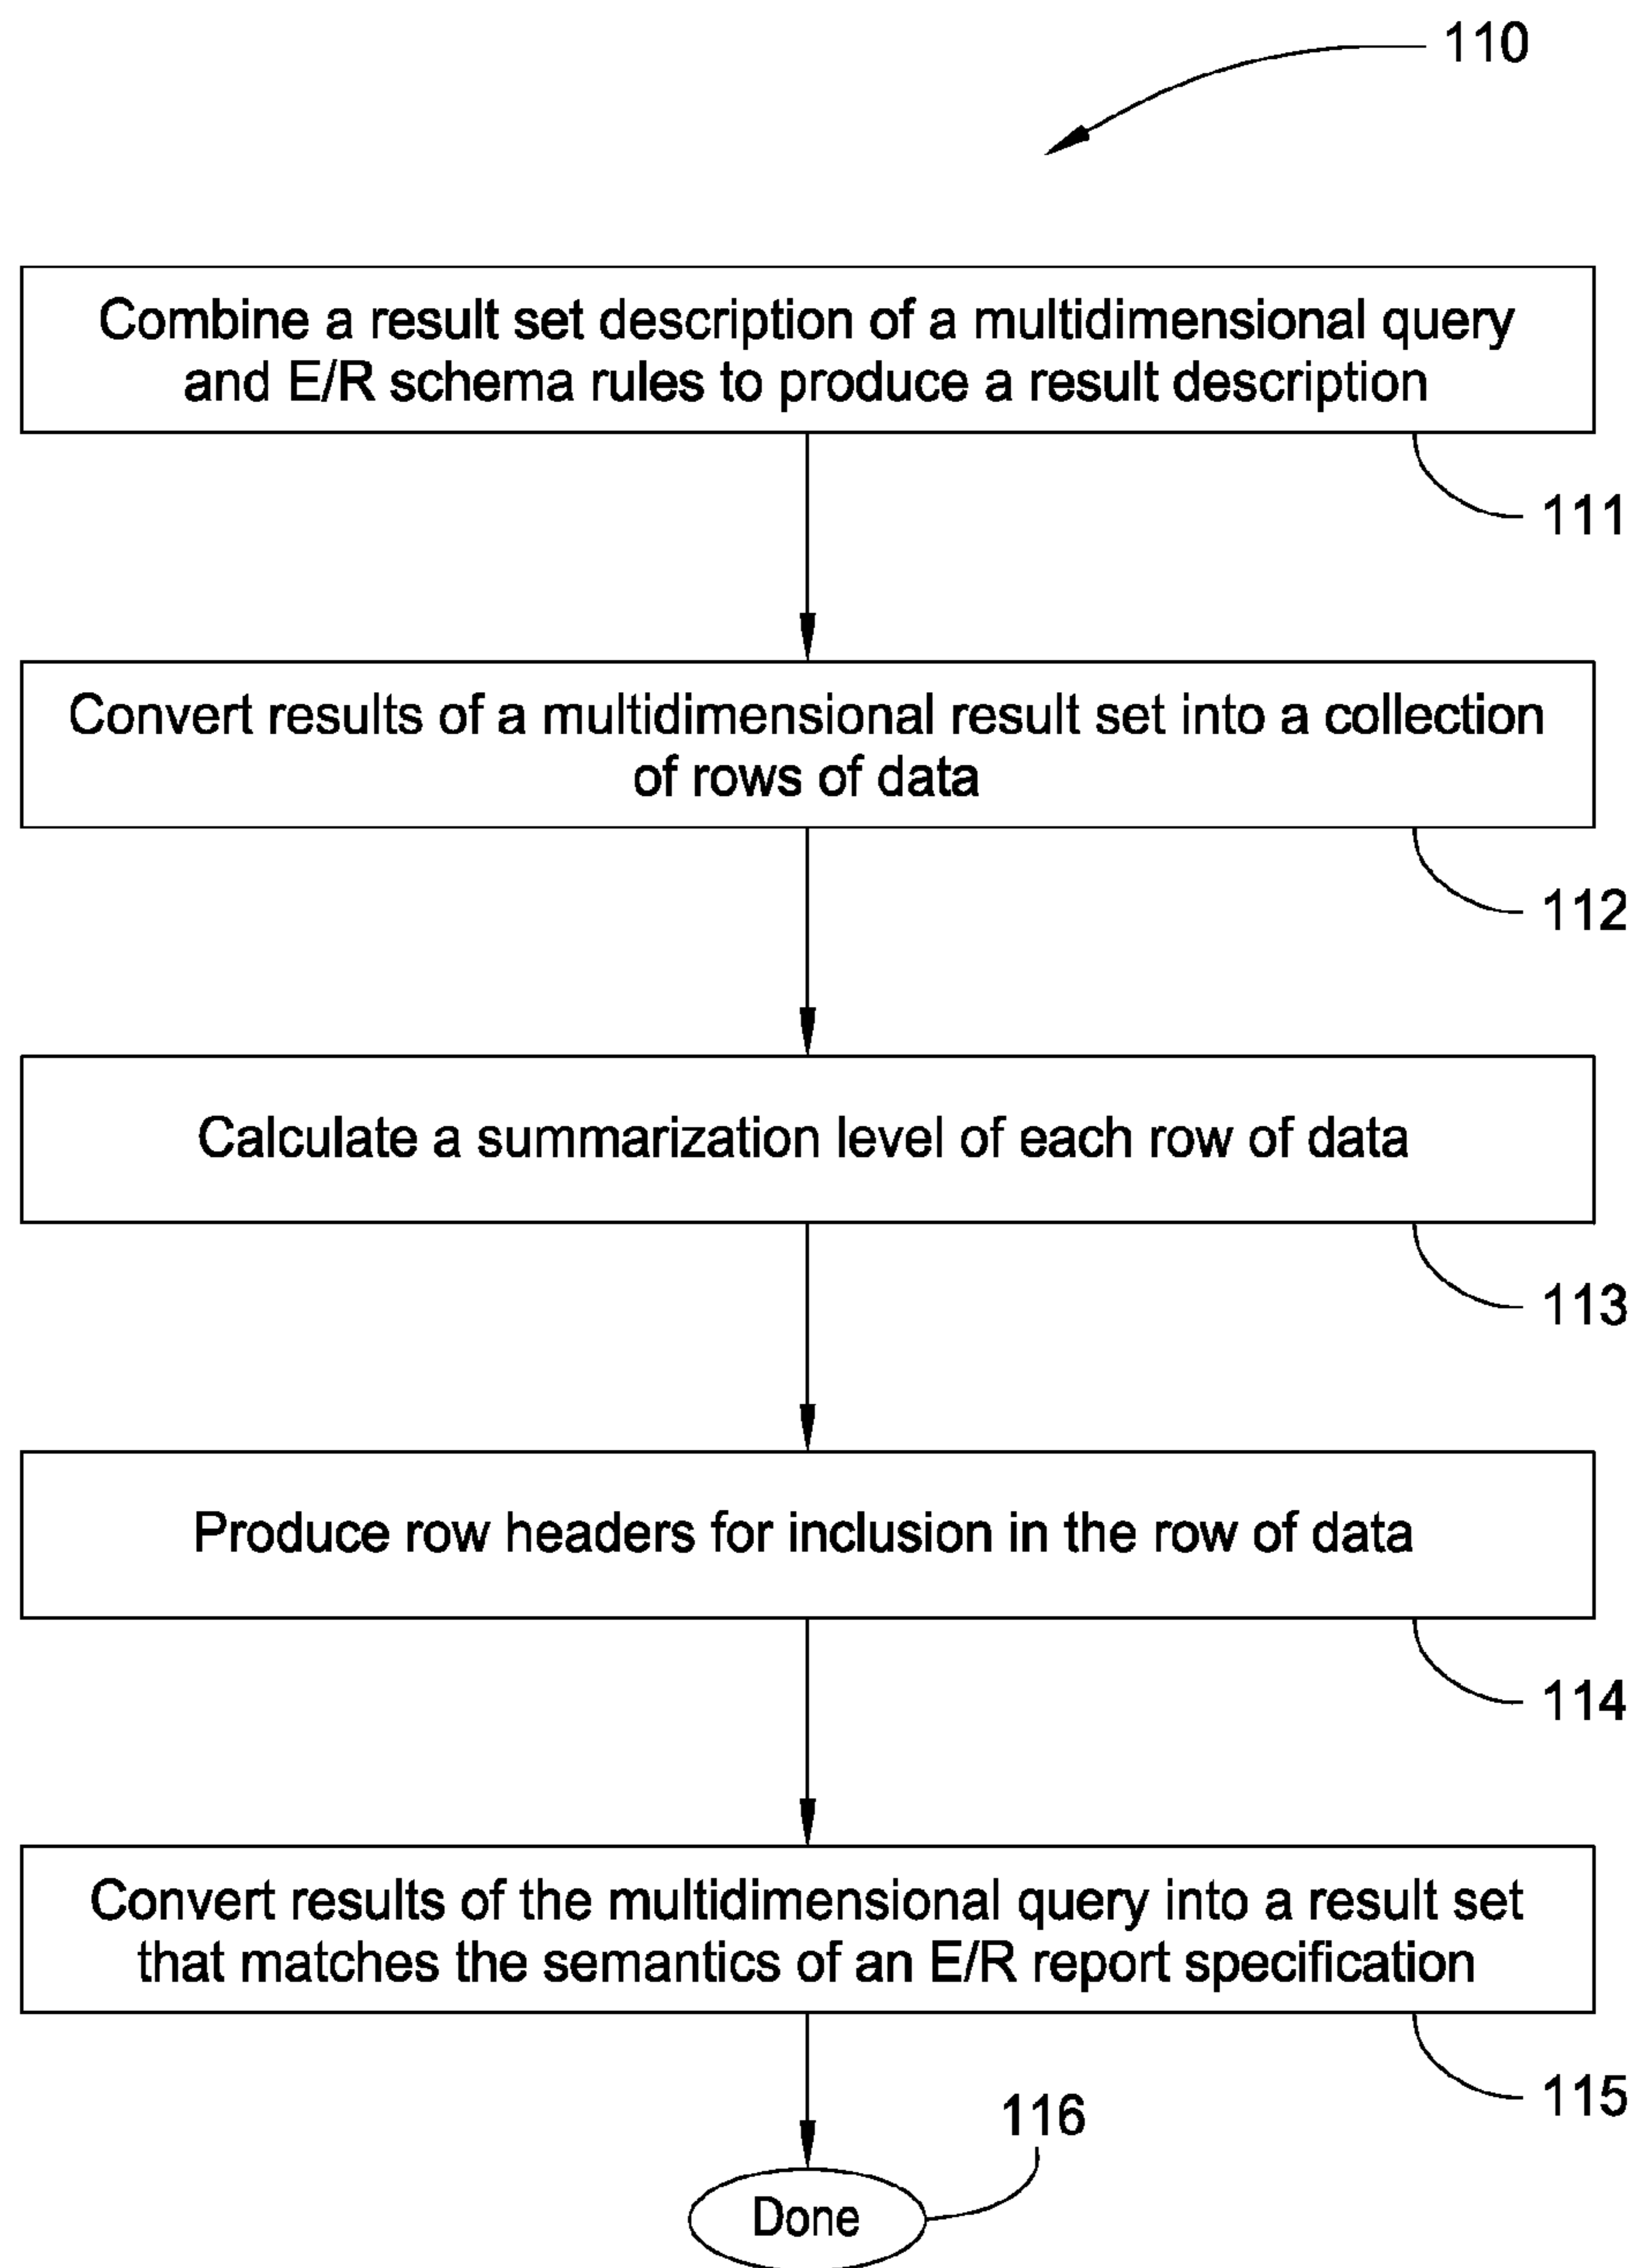 110
Combine a result set description of a multidimensional query
and E/R schema rules to produce a result description
111
Convert results of a multidimensional result set into a collection
of rows of data
112
Calculate a summarization level of each row of data
113
Produce row headers for inclusion in the row of data
114
Convert results of the multidimensional query into a result set
that matches the semantics of an E/R report specification
115
116
Done